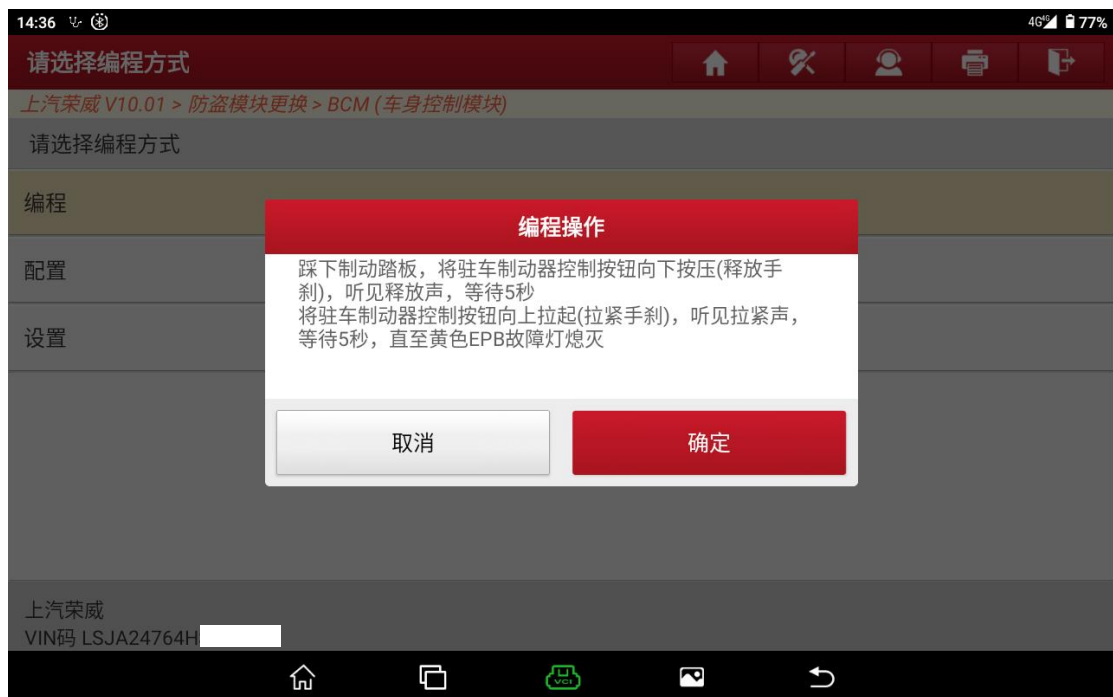 14:36
4G 77%
请选择编程方式
上汽荣威 V10.01 > 防盗模块更换 > BCM (车身控制模块)
请选择编程方式
编程
配置
设置
编程操作
踩下制动踏板，将驻车制动器控制按钮向下按压(释放手
刹)，听见释放声，等待5秒
将驻车制动器控制按钮向上拉起(拉紧手刹)，听见拉紧声，
等待5秒，直至黄色EPB故障灯熄灭
取消
确定
上汽荣威
VIN码 LSJA24764H
VCI